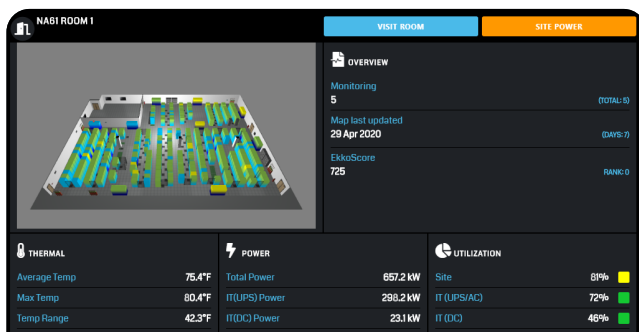 NA61 ROOM 1
VISIT ROOM
SITE POWER
OVERVIEW
Monitoring
5 (TOTAL: 5)
Map last updated
29 Apr 2020 (DAYS: 7)
EkkoScore
725 RANK: 0
THERMAL
Average Temp 75.4°F
Max Temp 80.4°F
Temp Range 42.3°F
POWER
Total Power 657.2 kW
IT(UPS) Power 298.2 kW
IT(DC) Power 23.1 kW
UTILIZATION
Site 81%
IT (UPS/AC) 72%
IT (DC) 46%